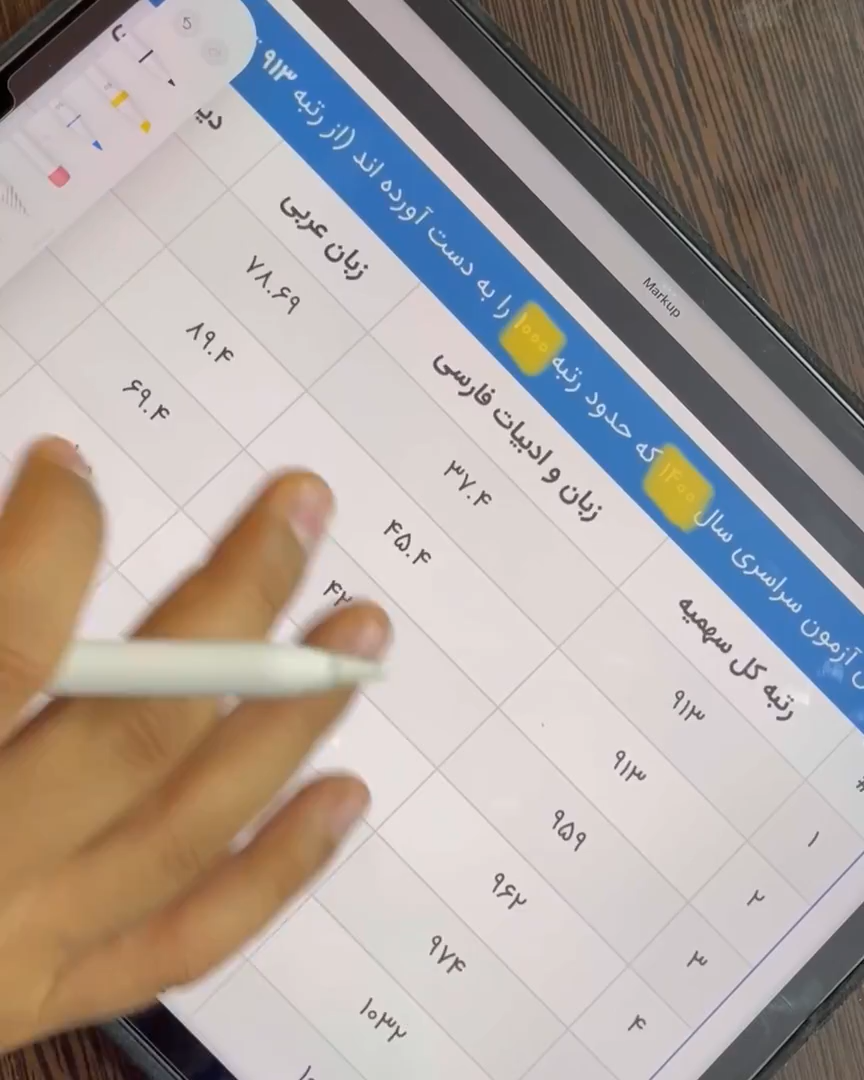 Markup
آزمون سراسری سال ۱۴۰۰ که حدود رتبه ۱۰۰۰ را به دست آورده اند (از رتبه ۹۱۳
# رتبه کل سهمیه زبان و ادبیات فارسی زبان عربی دی
۱ ۹۱۳ ۳۷.۴ ۷۸.۶۹
۲ ۹۱۳ ۴۵.۴ ۸۹.۴
۳ ۹۵۹ ۶۹.۴
۴ ۹۶۲
۹۷۴
۱۰۳۲